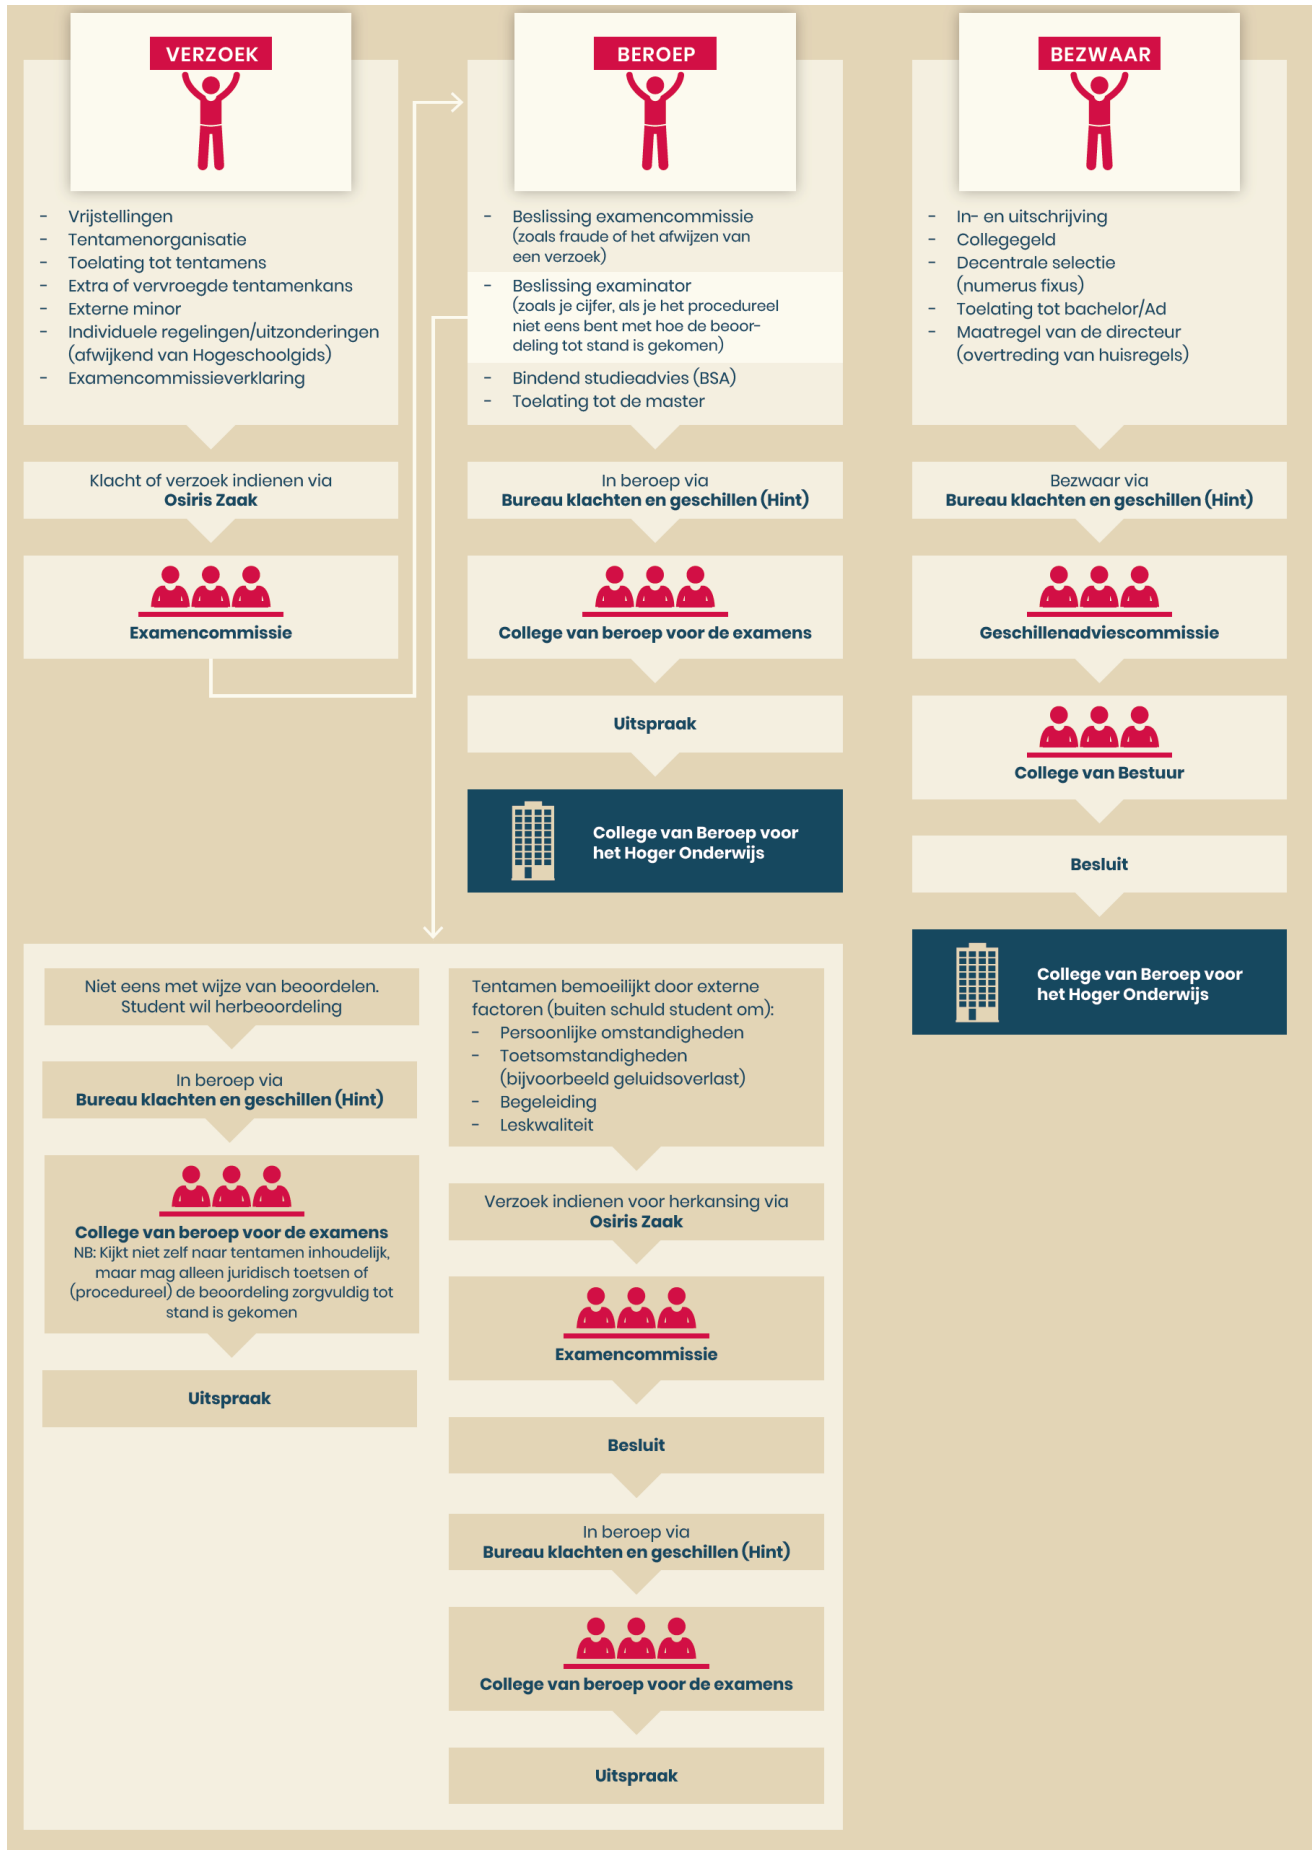 VERZOEK
- Vrijstellingen
- Tentamenorganisatie
- Toelating tot tentamens
- Extra of vervroegde tentamenkans
- Externe minor
- Individuele regelingen/uitzonderingen
(afwijkend van Hogeschoolgids)
- Examencommissieverklaring
Klacht of verzoek indienen via
Osiris Zaak
Examencommissie
BEROEP
- Beslissing examencommissie
(zoals fraude of het afwijzen van
een verzoek)
- Beslissing examinator
(zoals je cijfer, als je het procedureel
niet eens bent met hoe de beoor-
deling tot stand is gekomen)
- Bindend studieadvies (BSA)
- Toelating tot de master
In beroep via
Bureau klachten en geschillen (Hint)
College van beroep voor de examens
Uitspraak
College van Beroep voor
het Hoger Onderwijs
BEZWAAR
- In- en uitschrijving
- Collegegeld
- Decentrale selectie
(numerus fixus)
- Toelating tot bachelor/Ad
- Maatregel van de directeur
(overtreding van huisregels)
Bezwaar via
Bureau klachten en geschillen (Hint)
Geschillenadviescommissie
College van Bestuur
Besluit
College van Beroep voor
het Hoger Onderwijs
Niet eens met wijze van beoordelen.
Student wil herbeoordeling
In beroep via
Bureau klachten en geschillen (Hint)
College van beroep voor de examens
NB: Kijkt niet zelf naar tentamen inhoudelijk,
maar mag alleen juridisch toetsen of
(procedureel) de beoordeling zorgvuldig tot
stand is gekomen
Uitspraak
Tentamen bemoeilijkt door externe
factoren (buiten schuld student om):
- Persoonlijke omstandigheden
- Toetsomstandigheden
(bijvoorbeeld geluidsoverlast)
- Begeleiding
- Leskwaliteit
Verzoek indienen voor herkansing via
Osiris Zaak
Examencommissie
Besluit
In beroep via
Bureau klachten en geschillen (Hint)
College van beroep voor de examens
Uitspraak